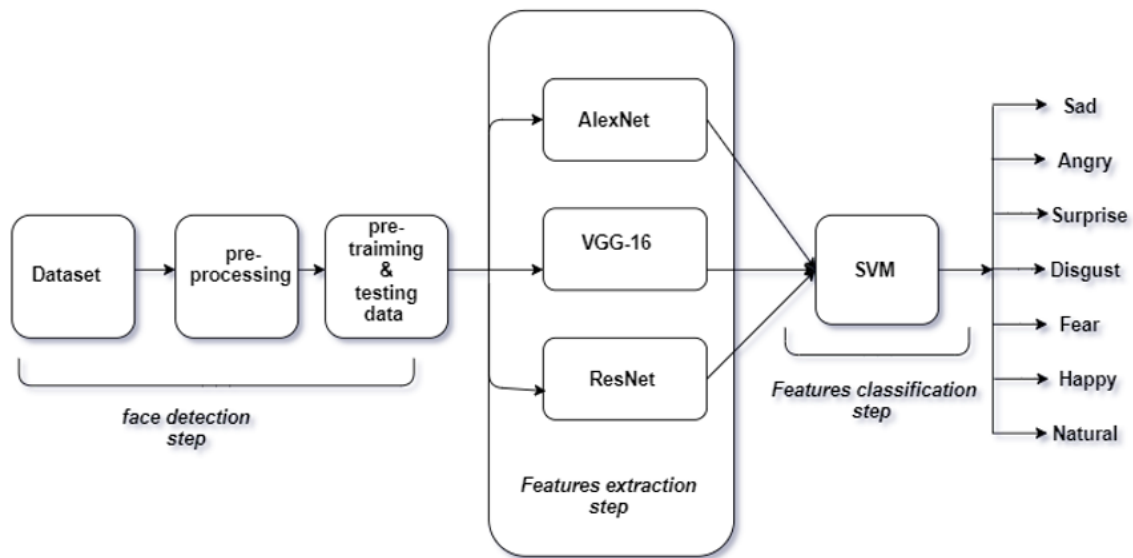 Dataset
pre-
processing
pre-
traiming
&
testing
data
face detection
step
AlexNet
VGG-16
ResNet
Features extraction
step
SVM
Features classification
step
Sad
Angry
Surprise
Disgust
Fear
Happy
Natural